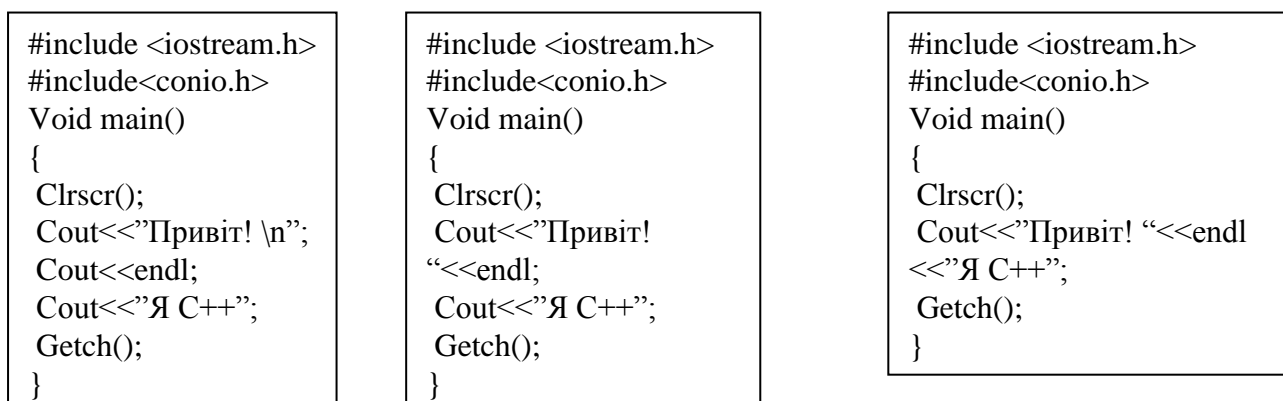 #include <iostream.h>
#include<conio.h>
Void main()
{
Clrscr();
Cout<<”Привіт! \n”;
Cout<<endl;
Cout<<”Я C++”;
Getch();
}
#include <iostream.h>
#include<conio.h>
Void main()
{
Clrscr();
Cout<<”Привіт!
“<<endl;
Cout<<”Я C++”;
Getch();
}
#include <iostream.h>
#include<conio.h>
Void main()
{
Clrscr();
Cout<<”Привіт! “<<endl
<<”Я C++”;
Getch();
}